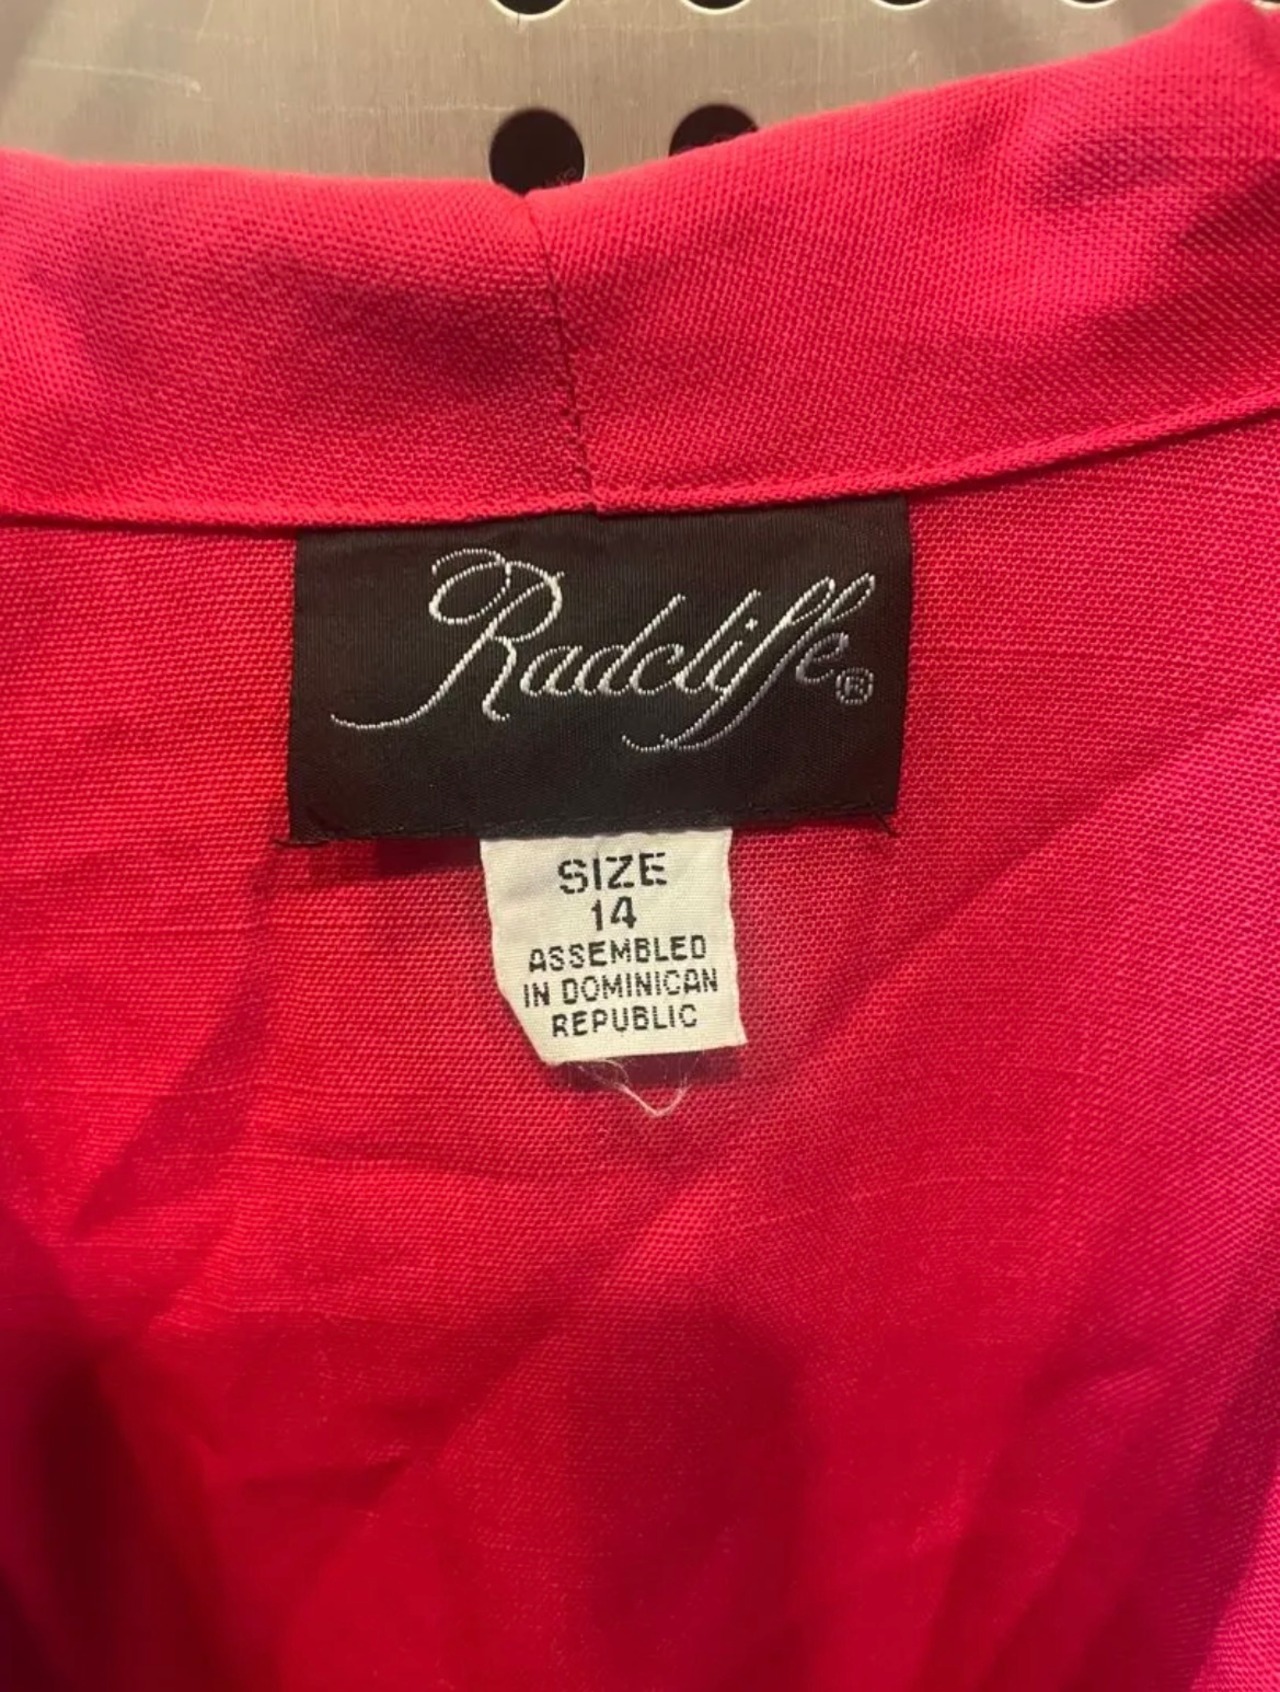 Radcliffe®
SIZE
14
ASSEMBLED
IN DOMINICAN
REPUBLIC